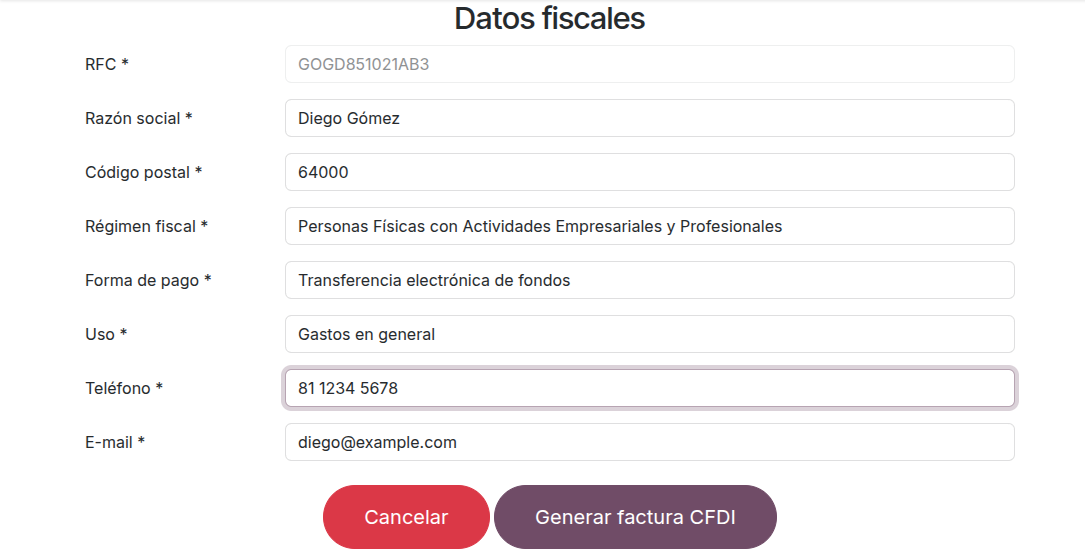 Datos fiscales
RFC * GOGD851021AB3
Razón social * Diego Gómez
Código postal * 64000
Régimen fiscal * Personas Físicas con Actividades Empresariales y Profesionales
Forma de pago * Transferencia electrónica de fondos
Uso * Gastos en general
Teléfono * 81 1234 5678
E-mail * diego@example.com
Cancelar Generar factura CFDI